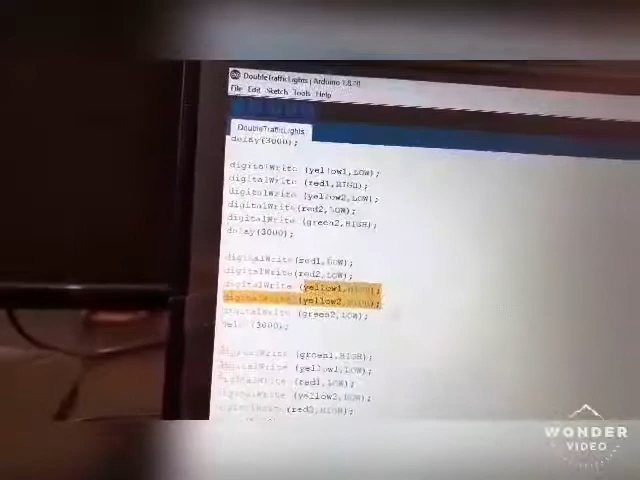 DoubleTrafficLights | Arduino 1.8.10
File Edit Sketch Tools Help
DoubleTrafficLights
delay(3000);
digitalWrite (yellow1,LOW);
digitalWrite (red1,HIGH);
digitalWrite (yellow2,LOW);
digitalWrite(red2,LOW);
digitalWrite (green2,HIGH);
delay(3000);
digitalWrite(red1,LOW);
digitalWrite(red2,LOW);
digitalWrite (yellow1,HIGH);
digitalWrite (yellow2,HIGH);
digitalWrite (green2,LOW);
delay(3000);
digitalWrite (green1,HIGH);
digitalWrite (yellow1,LOW);
digitalWrite (red1,LOW);
digitalWrite (yellow2,LOW);
digitalWrite (red2,HIGH);
WONDER
VIDEO